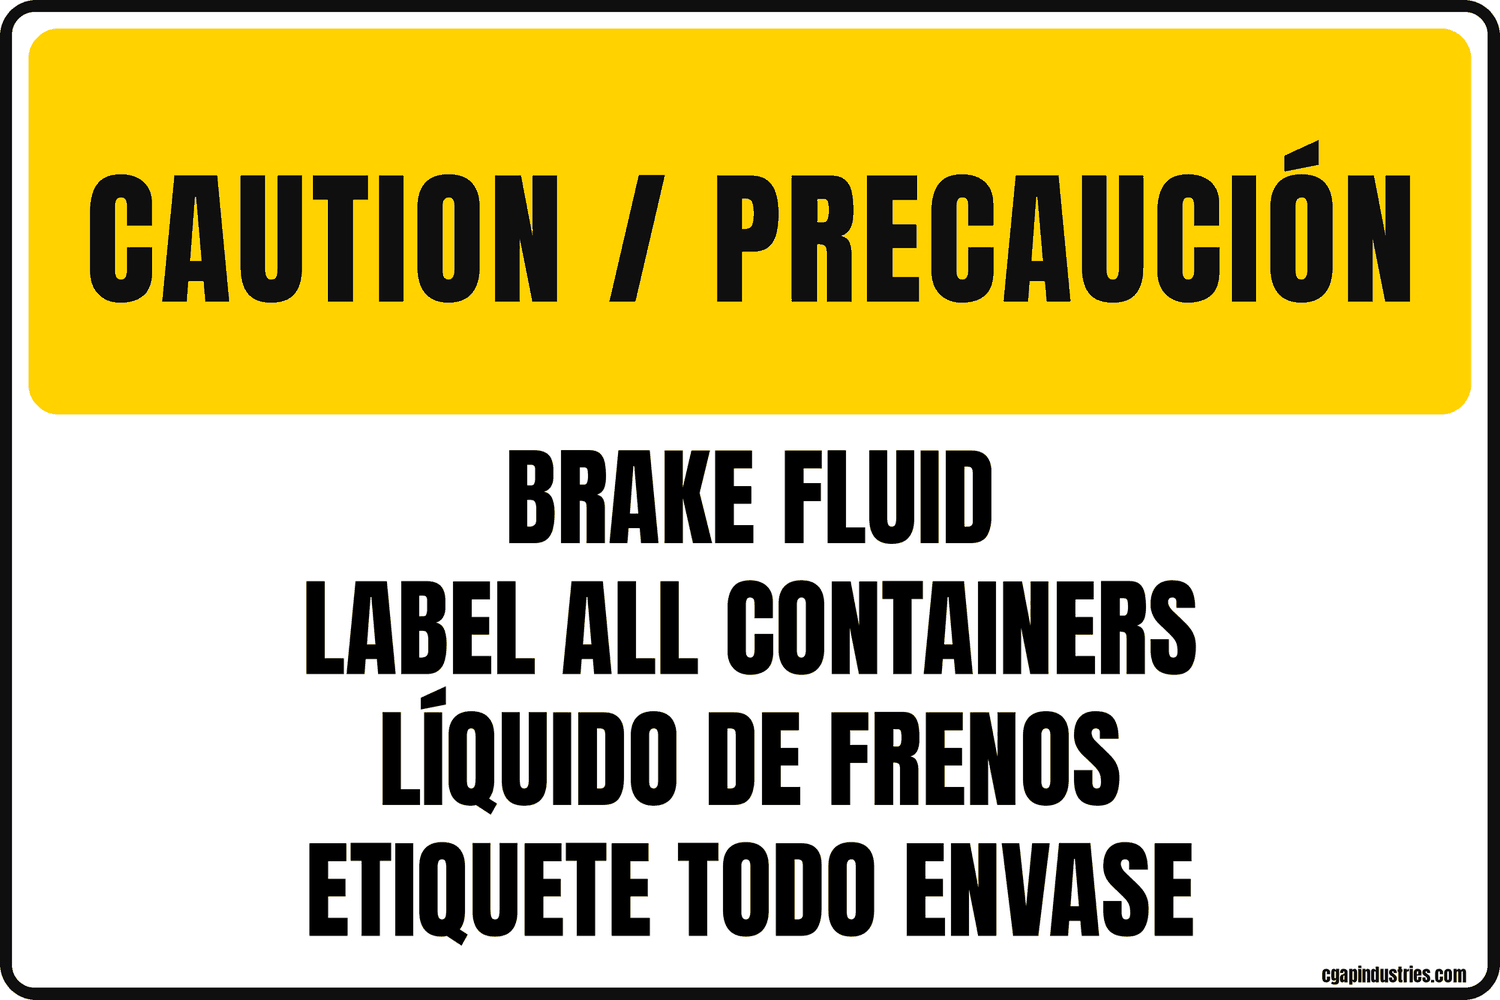 CAUTION / PRECAUCIÓN
BRAKE FLUID
LABEL ALL CONTAINERS
LÍQUIDO DE FRENOS
ETIQUETE TODO ENVASE
cgapindustries.com